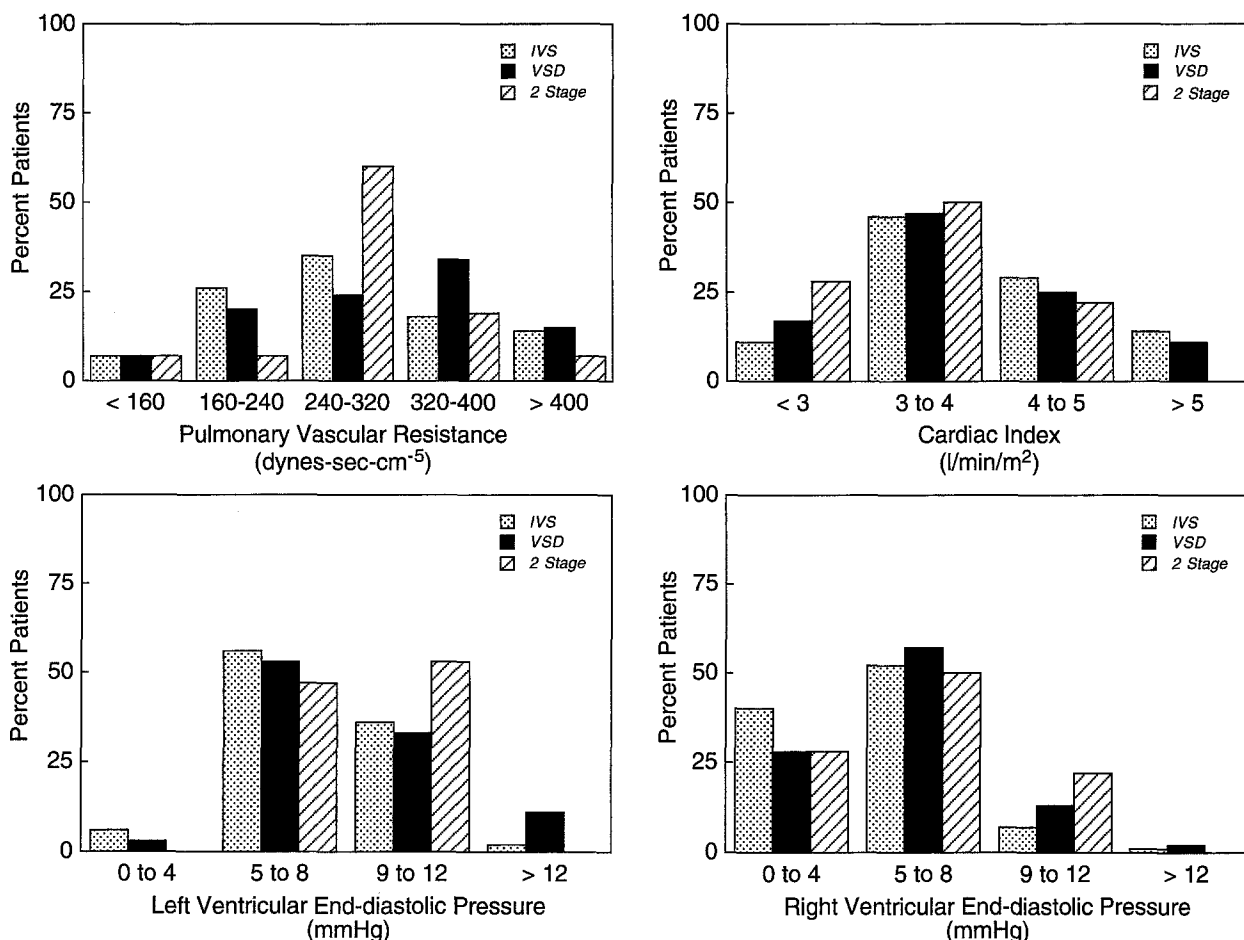 100
75
50
25
0
Percent Patients
IVS
VSD
2 Stage
< 160 160-240 240-320 320-400 > 400
Pulmonary Vascular Resistance
(dynes-sec-cm⁻⁵)
100
75
50
25
0
Percent Patients
IVS
VSD
2 Stage
< 3 3 to 4 4 to 5 > 5
Cardiac Index
(l/min/m²)
100
75
50
25
0
Percent Patients
IVS
VSD
2 Stage
0 to 4 5 to 8 9 to 12 > 12
Left Ventricular End-diastolic Pressure
(mmHg)
100
75
50
25
0
Percent Patients
IVS
VSD
2 Stage
0 to 4 5 to 8 9 to 12 > 12
Right Ventricular End-diastolic Pressure
(mmHg)